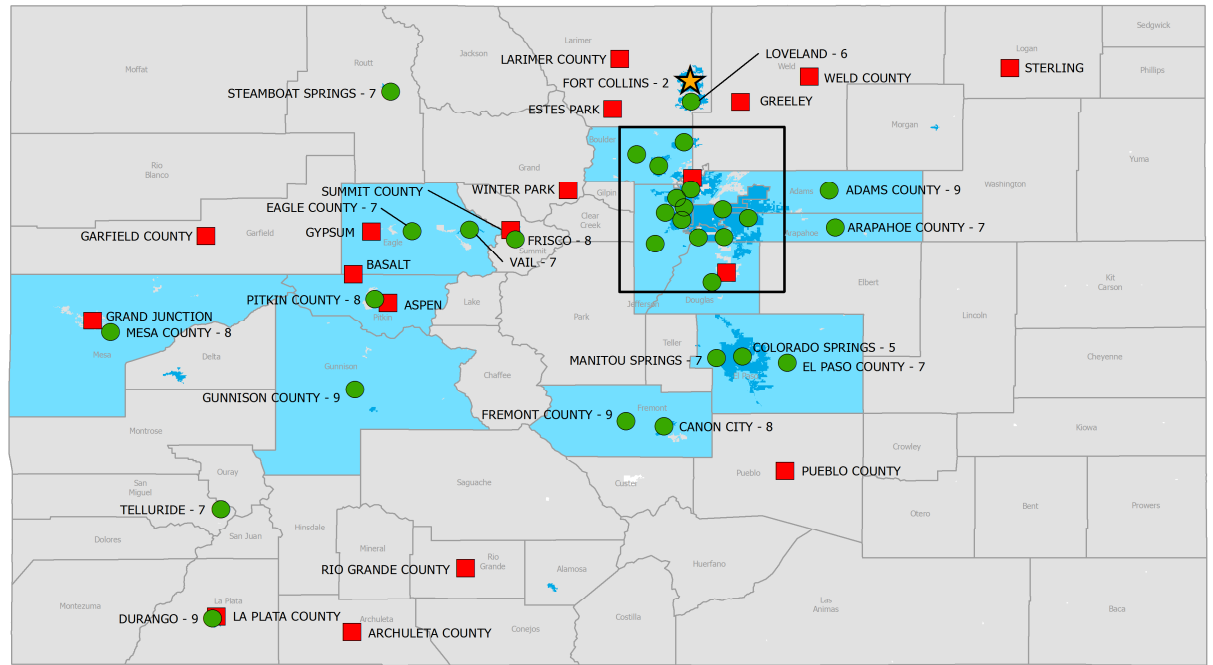 Sedgwick
Larimer
Logan
LOVELAND - 6
Jackson
LARIMER COUNTY
Weld
STERLING
Moffat
Routt
WELD COUNTY
Phillips
FORT COLLINS - 2
STEAMBOAT SPRINGS - 7
GREELEY
ESTES PARK
Morgan
Boulder
Yuma
Rio
Blanco
Grand
Washington
SUMMIT COUNTY
WINTER PARK
Gilpin
Adams
ADAMS COUNTY - 9
EAGLE COUNTY - 7
Clear
Creek
GARFIELD COUNTY
Garfield
GYPSUM
Eagle
FRISCO - 8
Summit
Arapahoe
ARAPAHOE COUNTY - 7
VAIL - 7
BASALT
Kit
Carson
Elbert
PITKIN COUNTY - 8
ASPEN
Lake
Jefferson
Douglas
Pitkin
GRAND JUNCTION
Park
Lincoln
MESA COUNTY - 8
Teller
COLORADO SPRINGS - 5
Mesa
Delta
MANITOU SPRINGS - 7
EL PASO COUNTY - 7
Cheyenne
Gunnison
El Paso
Chaffee
GUNNISON COUNTY - 9
FREMONT COUNTY - 9
Fremont
CANON CITY - 8
Kiowa
Montrose
Crowley
Ouray
Pueblo
PUEBLO COUNTY
San
Miguel
Saguache
Custer
TELLURIDE - 7
Otero
Bent
Prowers
Hinsdale
Dolores
San Juan
Mineral
Rio
Grande
RIO GRANDE COUNTY
Alamosa
Huerfano
La Plata
Montezuma
Las
Animas
Baca
DURANGO - 9
LA PLATA COUNTY
Archuleta
Costilla
ARCHULETA COUNTY
Conejos